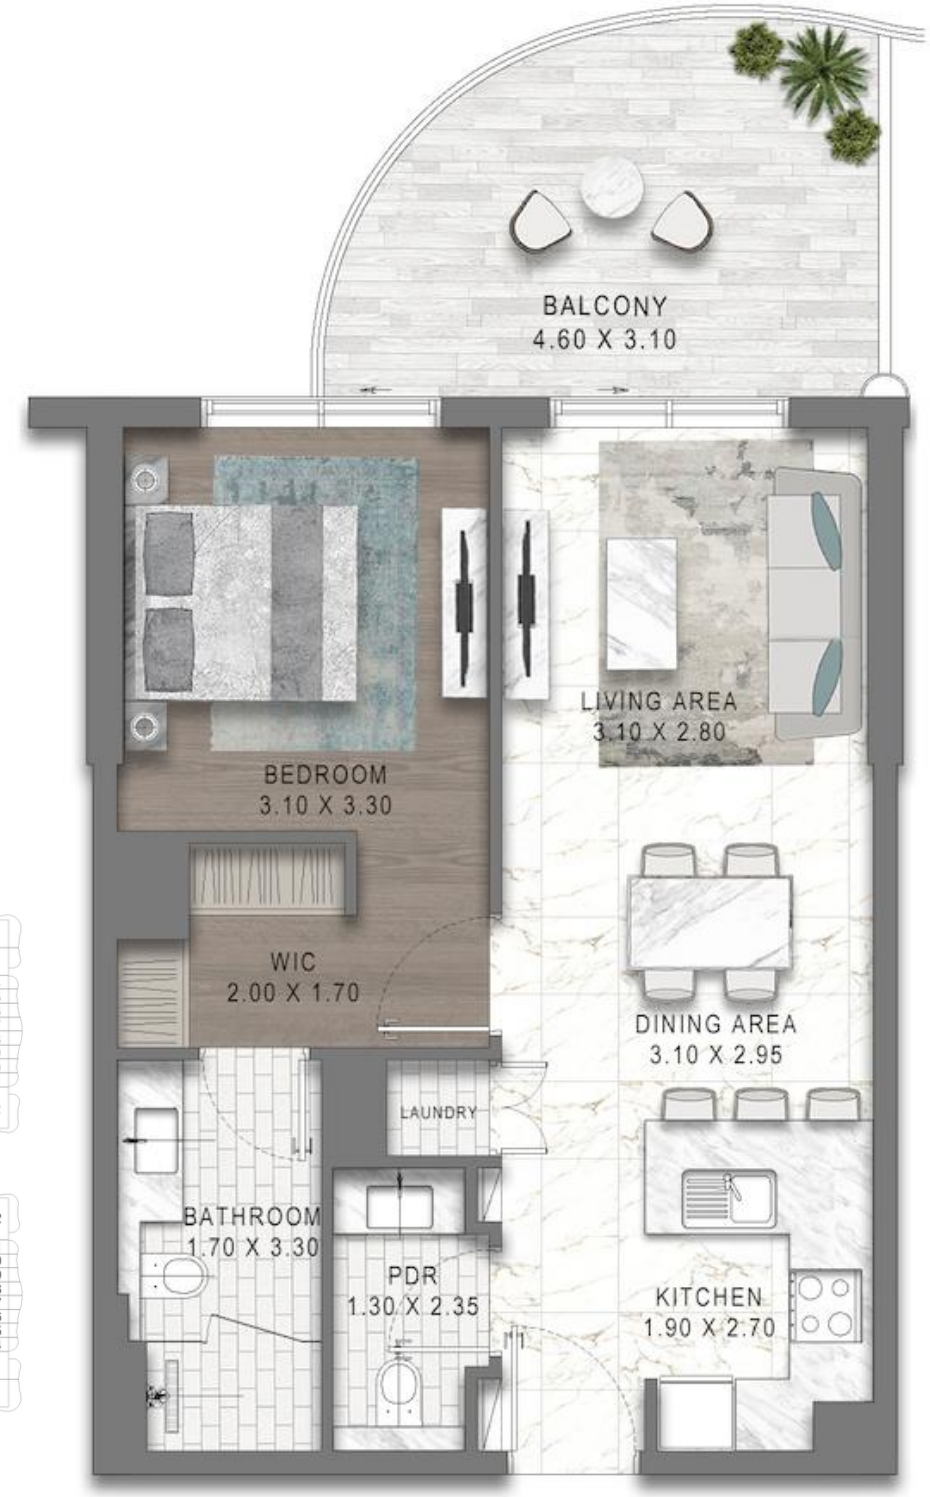 BALCONY
4.60 X 3.10
LIVING AREA
3.10 X 2.80
BEDROOM
3.10 X 3.30
WIC
2.00 X 1.70
DINING AREA
3.10 X 2.95
LAUNDRY
BATHROOM
1.70 X 3.30
PDR
1.30 X 2.35
KITCHEN
1.90 X 2.70